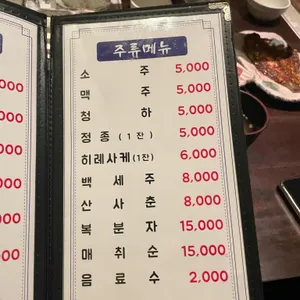 주류메뉴
소 주 5,000
맥 주 5,000
청 하 5,000
정 종 (1잔) 5,000
히레사케(1잔) 6,000
백 세 주 8,000
산 사 춘 8,000
복 분 자 15,000
매 취 순 15,000
음 료 수 2,000